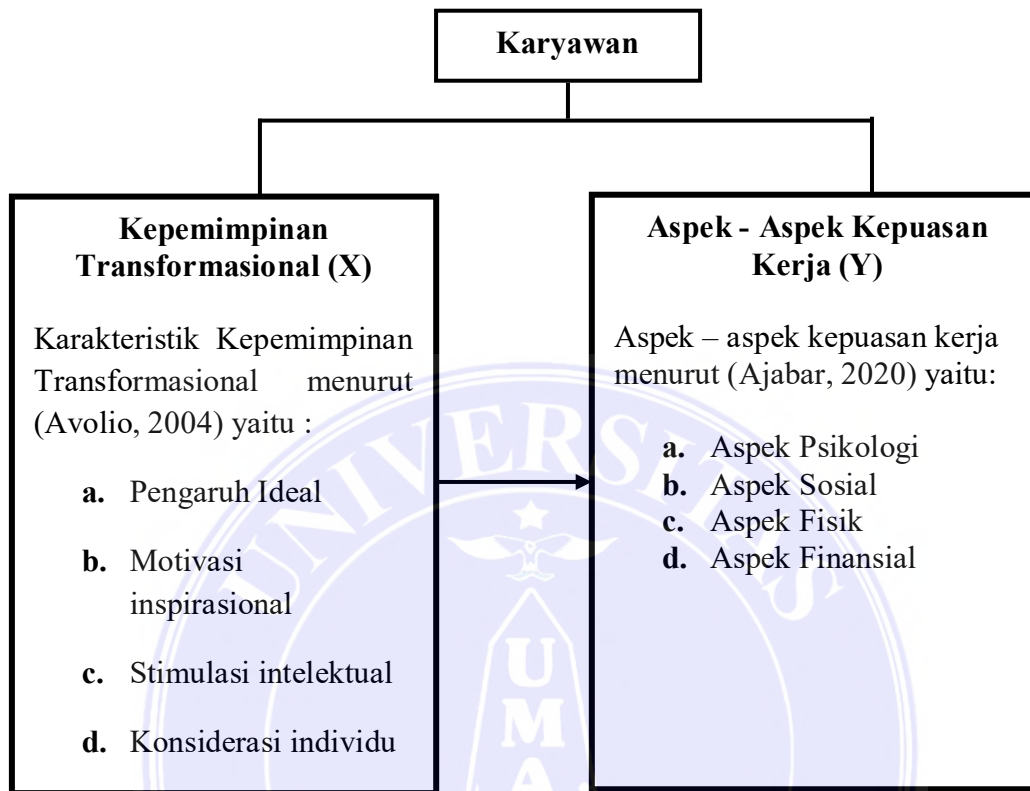 Karyawan
Kepemimpinan
Transformasional (X)
Karakteristik Kepemimpinan
Transformasional menurut
(Avolio, 2004) yaitu :
a. Pengaruh Ideal
b. Motivasi
inspirasional
c. Stimulasi intelektual
d. Konsiderasi individu
Aspek - Aspek Kepuasan
Kerja (Y)
Aspek – aspek kepuasan kerja
menurut (Ajabar, 2020) yaitu:
a. Aspek Psikologi
b. Aspek Sosial
c. Aspek Fisik
d. Aspek Finansial
UNIVERSITAS
U
M
A